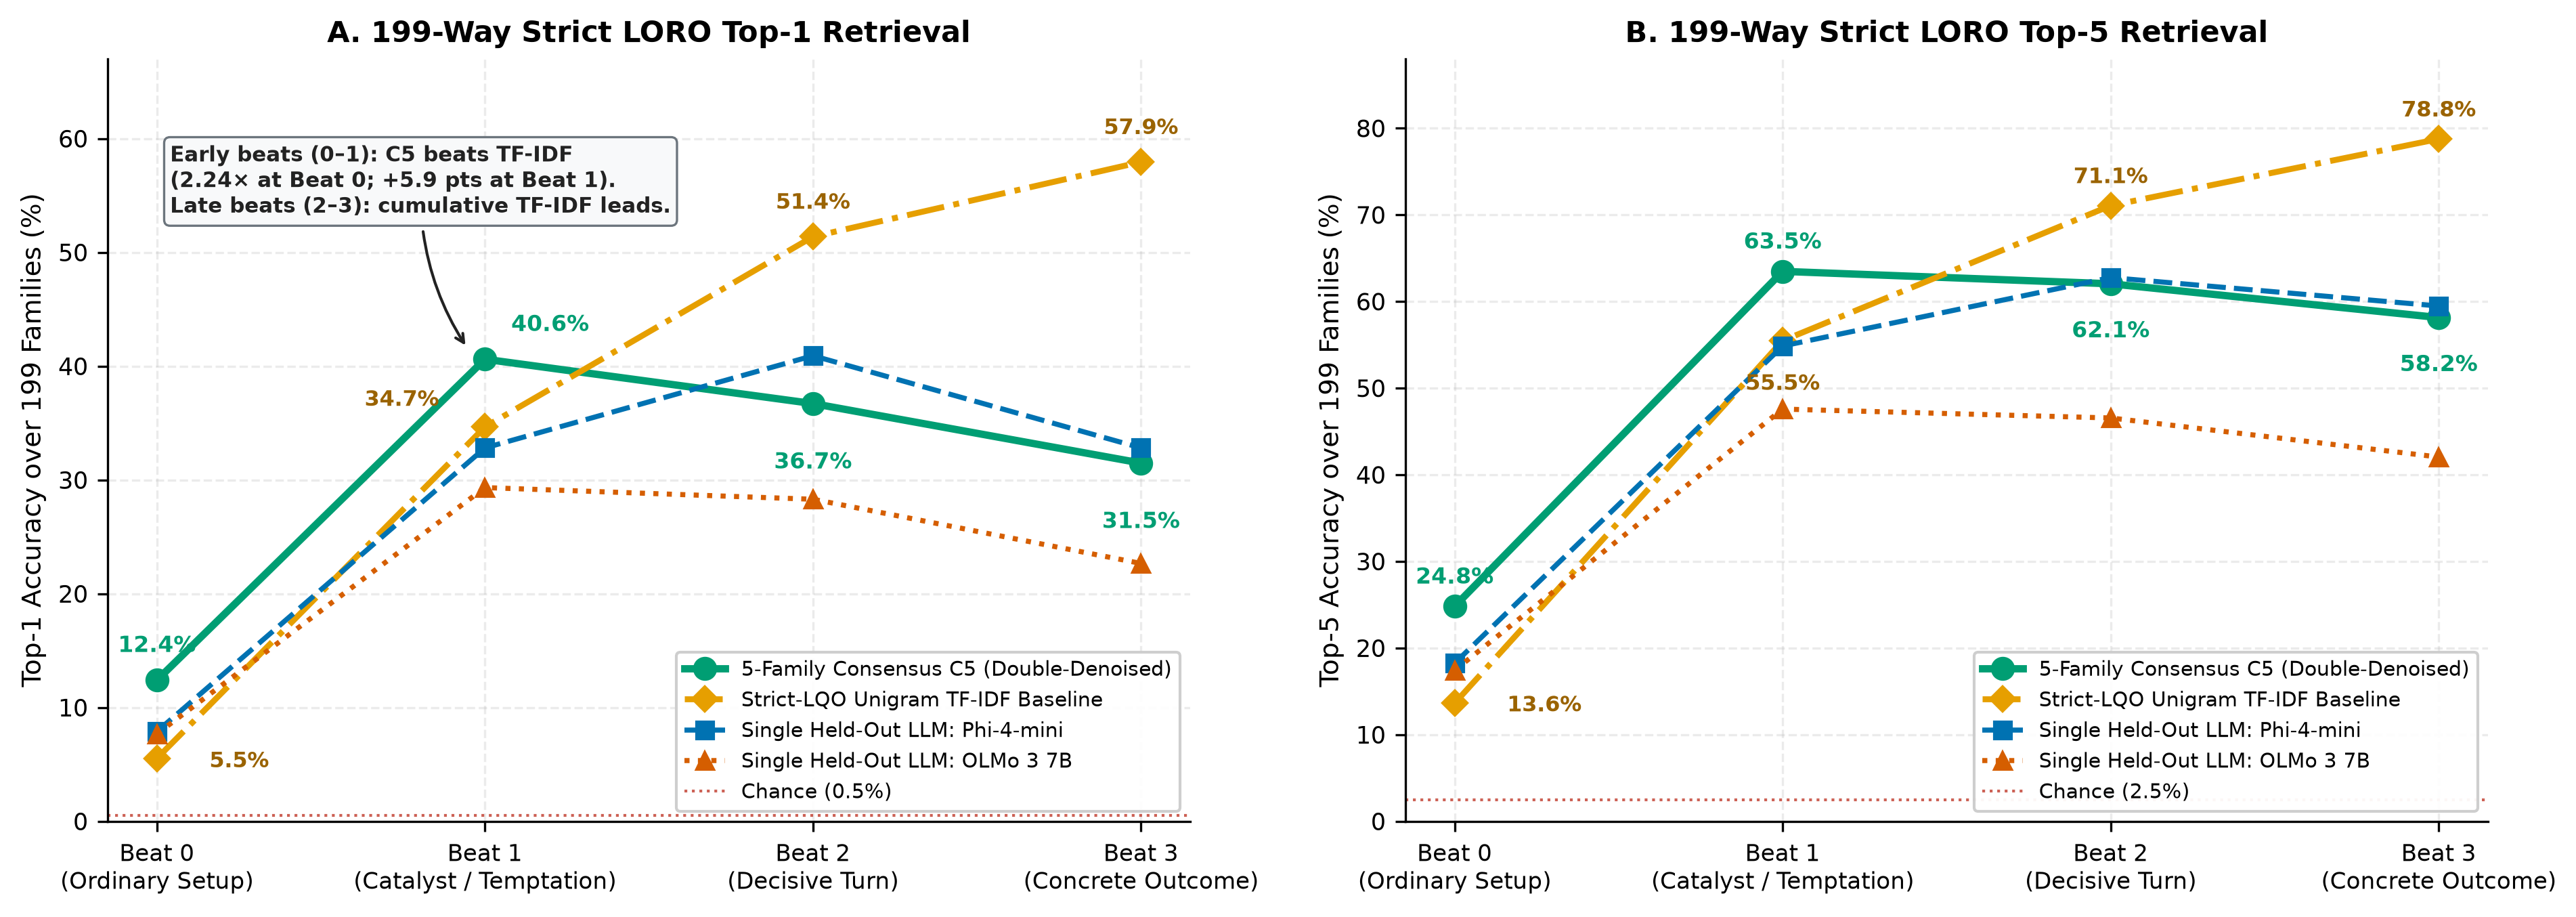 A. 199-Way Strict LORO Top-1 Retrieval
Top-1 Accuracy over 199 Families (%)
60
50
40
30
20
10
0
Early beats (0–1): C5 beats TF-IDF
(2.24× at Beat 0; +5.9 pts at Beat 1).
Late beats (2–3): cumulative TF-IDF leads.
57.9%
51.4%
40.6%
34.7%
36.7%
31.5%
12.4%
5.5%
5-Family Consensus C5 (Double-Denoised)
Strict-LQO Unigram TF-IDF Baseline
Single Held-Out LLM: Phi-4-mini
Single Held-Out LLM: OLMo 3 7B
Chance (0.5%)
Beat 0
(Ordinary Setup)
Beat 1
(Catalyst / Temptation)
Beat 2
(Decisive Turn)
Beat 3
(Concrete Outcome)
B. 199-Way Strict LORO Top-5 Retrieval
Top-5 Accuracy over 199 Families (%)
80
70
60
50
40
30
20
10
0
78.8%
71.1%
63.5%
62.1%
58.2%
55.5%
24.8%
13.6%
5-Family Consensus C5 (Double-Denoised)
Strict-LQO Unigram TF-IDF Baseline
Single Held-Out LLM: Phi-4-mini
Single Held-Out LLM: OLMo 3 7B
Chance (2.5%)
Beat 0
(Ordinary Setup)
Beat 1
(Catalyst / Temptation)
Beat 2
(Decisive Turn)
Beat 3
(Concrete Outcome)